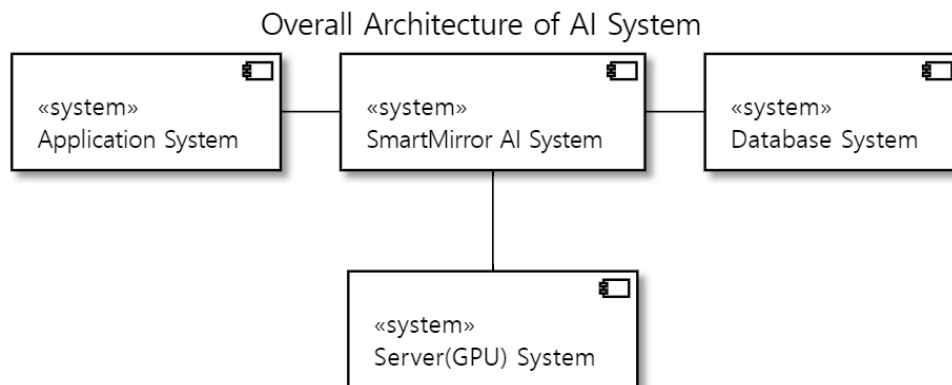 Overall Architecture of AI System
«system»
Application System
«system»
SmartMirror AI System
«system»
Database System
«system»
Server(GPU) System